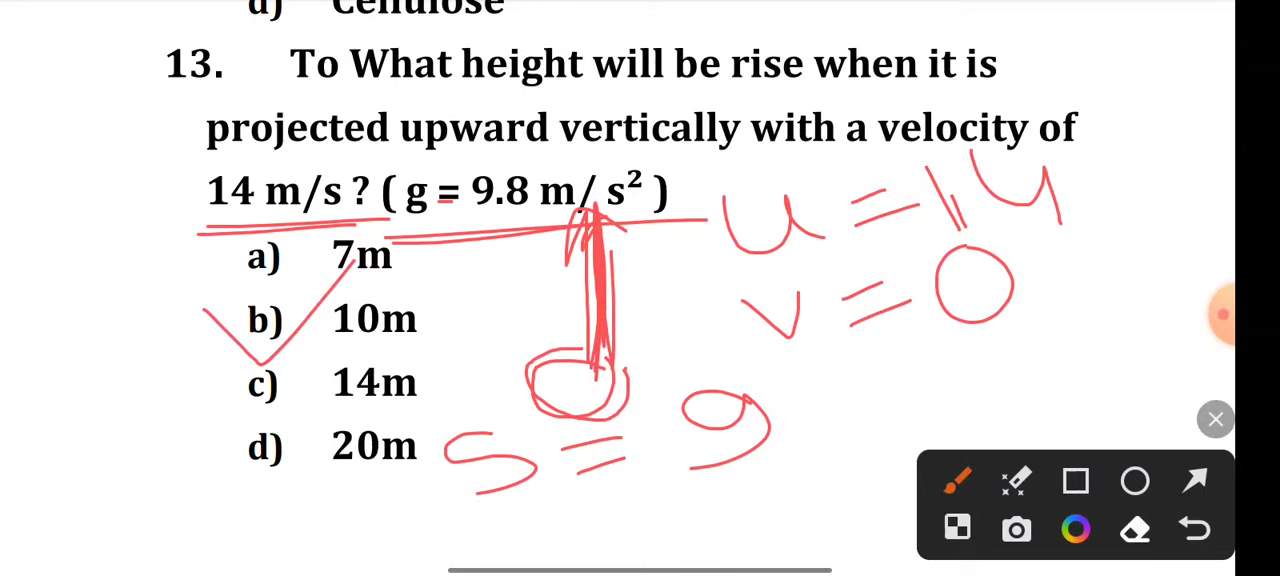 d) Cellulose
13. To What height will be rise when it is
projected upward vertically with a velocity of
14 m/s ? ( g = 9.8 m/ s² )
u = 14
a) 7m
v = 0
b) 10m
c) 14m
d) 20m
s = 9